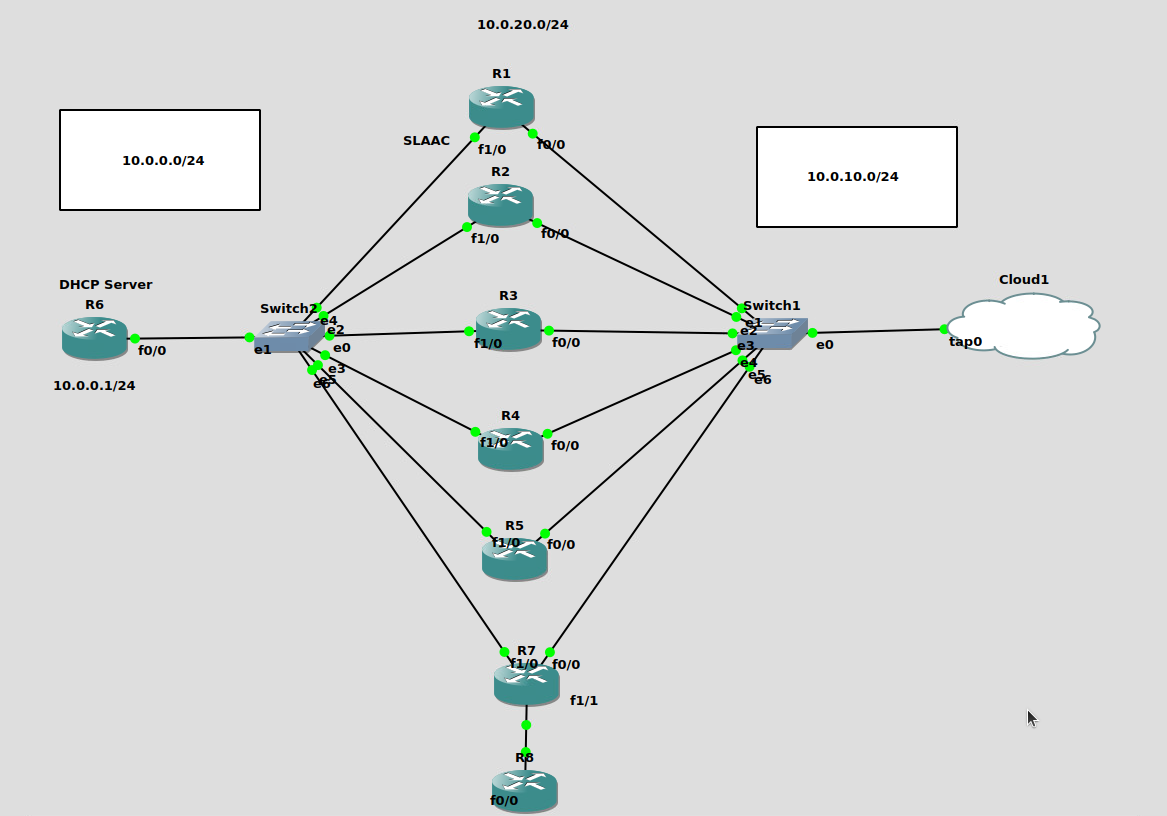 10.0.20.0/24
R1
SLAAC
f1/0
f0/0
10.0.0.0/24
10.0.10.0/24
R2
f1/0
f0/0
DHCP Server
R6
f0/0
10.0.0.1/24
Switch2
e4
e2
e1
e0
e3
e5
e6
R3
f1/0
f0/0
Switch1
e1
e2
e3
e4
e5
e6
e0
Cloud1
tap0
R4
f1/0
f0/0
R5
f1/0
f0/0
R7
f1/0
f0/0
f1/1
R8
f0/0